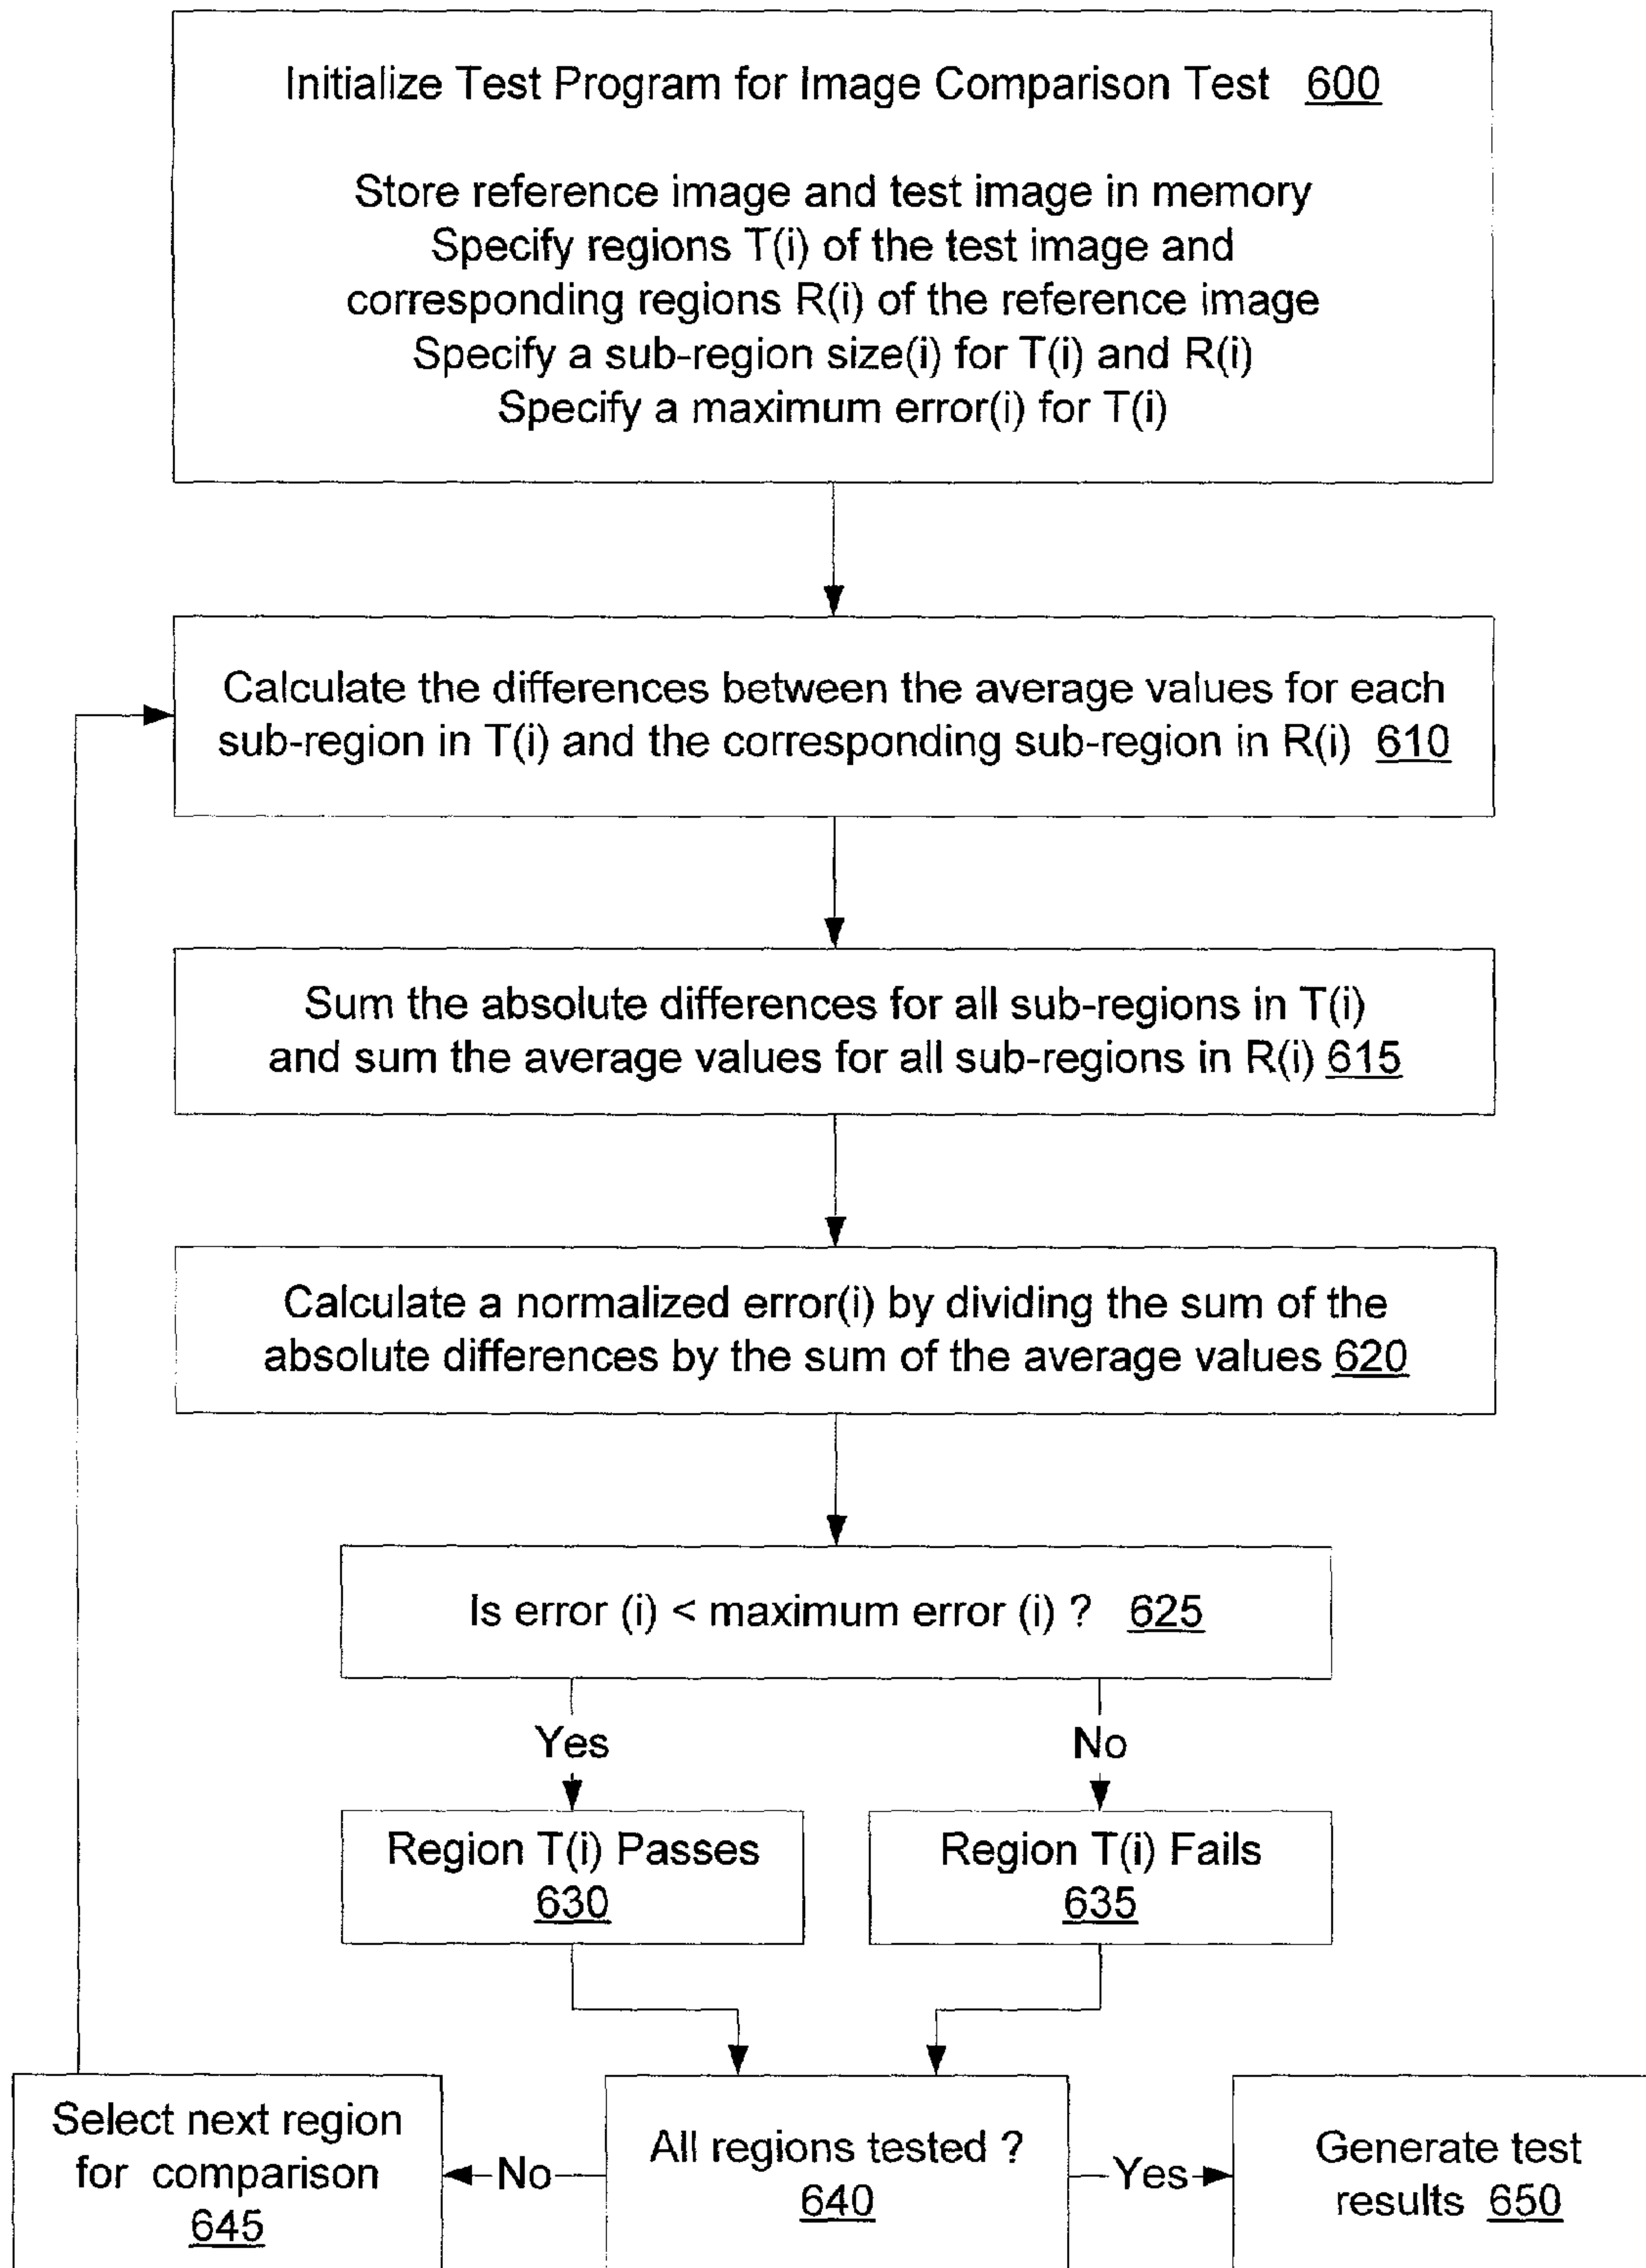 Initialize Test Program for Image Comparison Test 600
Store reference image and test image in memory
Specify regions T(i) of the test image and
corresponding regions R(i) of the reference image
Specify a sub-region size(i) for T(i) and R(i)
Specify a maximum error(i) for T(i)
Calculate the differences between the average values for each
sub-region in T(i) and the corresponding sub-region in R(i) 610
Sum the absolute differences for all sub-regions in T(i)
and sum the average values for all sub-regions in R(i) 615
Calculate a normalized error(i) by dividing the sum of the
absolute differences by the sum of the average values 620
Is error (i) < maximum error (i) ? 625
Yes
No
Region T(i) Passes
630
Region T(i) Fails
635
Select next region
for comparison
645
No
All regions tested ?
640
Yes
Generate test
results 650